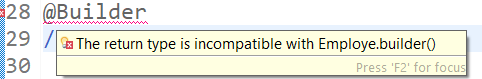 28 @Builder
29 /
The return type is incompatible with Employe.builder()
30
Press 'F2' for focus